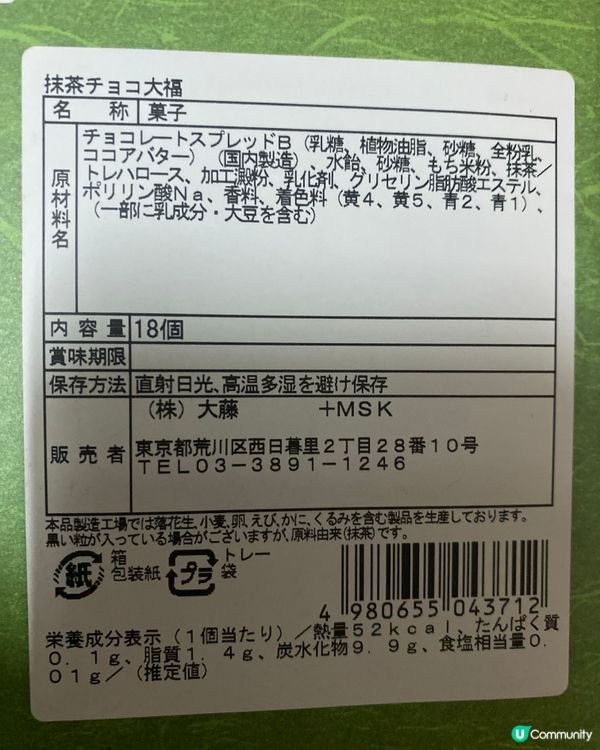 抹茶チョコ大福
名称 菓子
原材料名 チョコレートスプレッドB(乳糖、植物油脂、砂糖、全粉乳、
ココアバター)(国内製造)、水飴、砂糖、もち米粉、抹茶/
トレハロース、加工澱粉、乳化剤、グリセリン脂肪酸エステル、
ポリリン酸Na、香料、着色料(黄4、黄5、青2、青1)、
(一部に乳成分・大豆を含む)
内容量 18個
賞味期限
保存方法 直射日光、高温多湿を避け保存
販売者 (株)大藤 +MSK
東京都荒川区西日暮里2丁目28番10号
TEL03-3891-1246
本品製造工場では落花生、小麦、卵、えび、かに、くるみを含む製品を生産しております。
黒い粒が入っている場合がございますが、原料由来(抹茶)です。
紙 箱 包装紙 プラ トレー 袋
4 980655 043712
栄養成分表示(1個当たり)/熱量52kcal、たんぱく質
0.1g、脂質1.4g、炭水化物9.9g、食塩相当量0.
01g/(推定値)
U Community